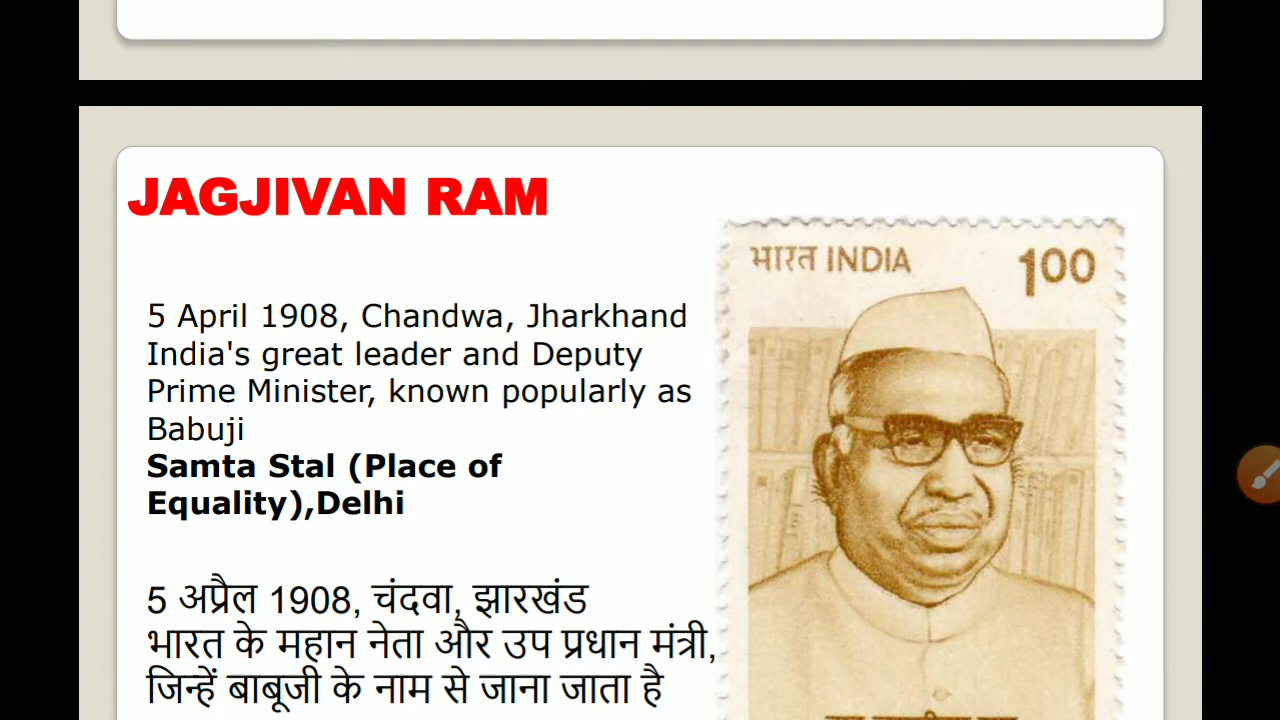 JAGJIVAN RAM
भारत INDIA
100
5 April 1908, Chandwa, Jharkhand
India's great leader and Deputy
Prime Minister, known popularly as
Babuji
Samta Stal (Place of
Equality),Delhi
5 अप्रैल 1908, चंदवा, झारखंड
भारत के महान नेता और उप प्रधान मंत्री,
जिन्हें बाबूजी के नाम से जाना जाता है